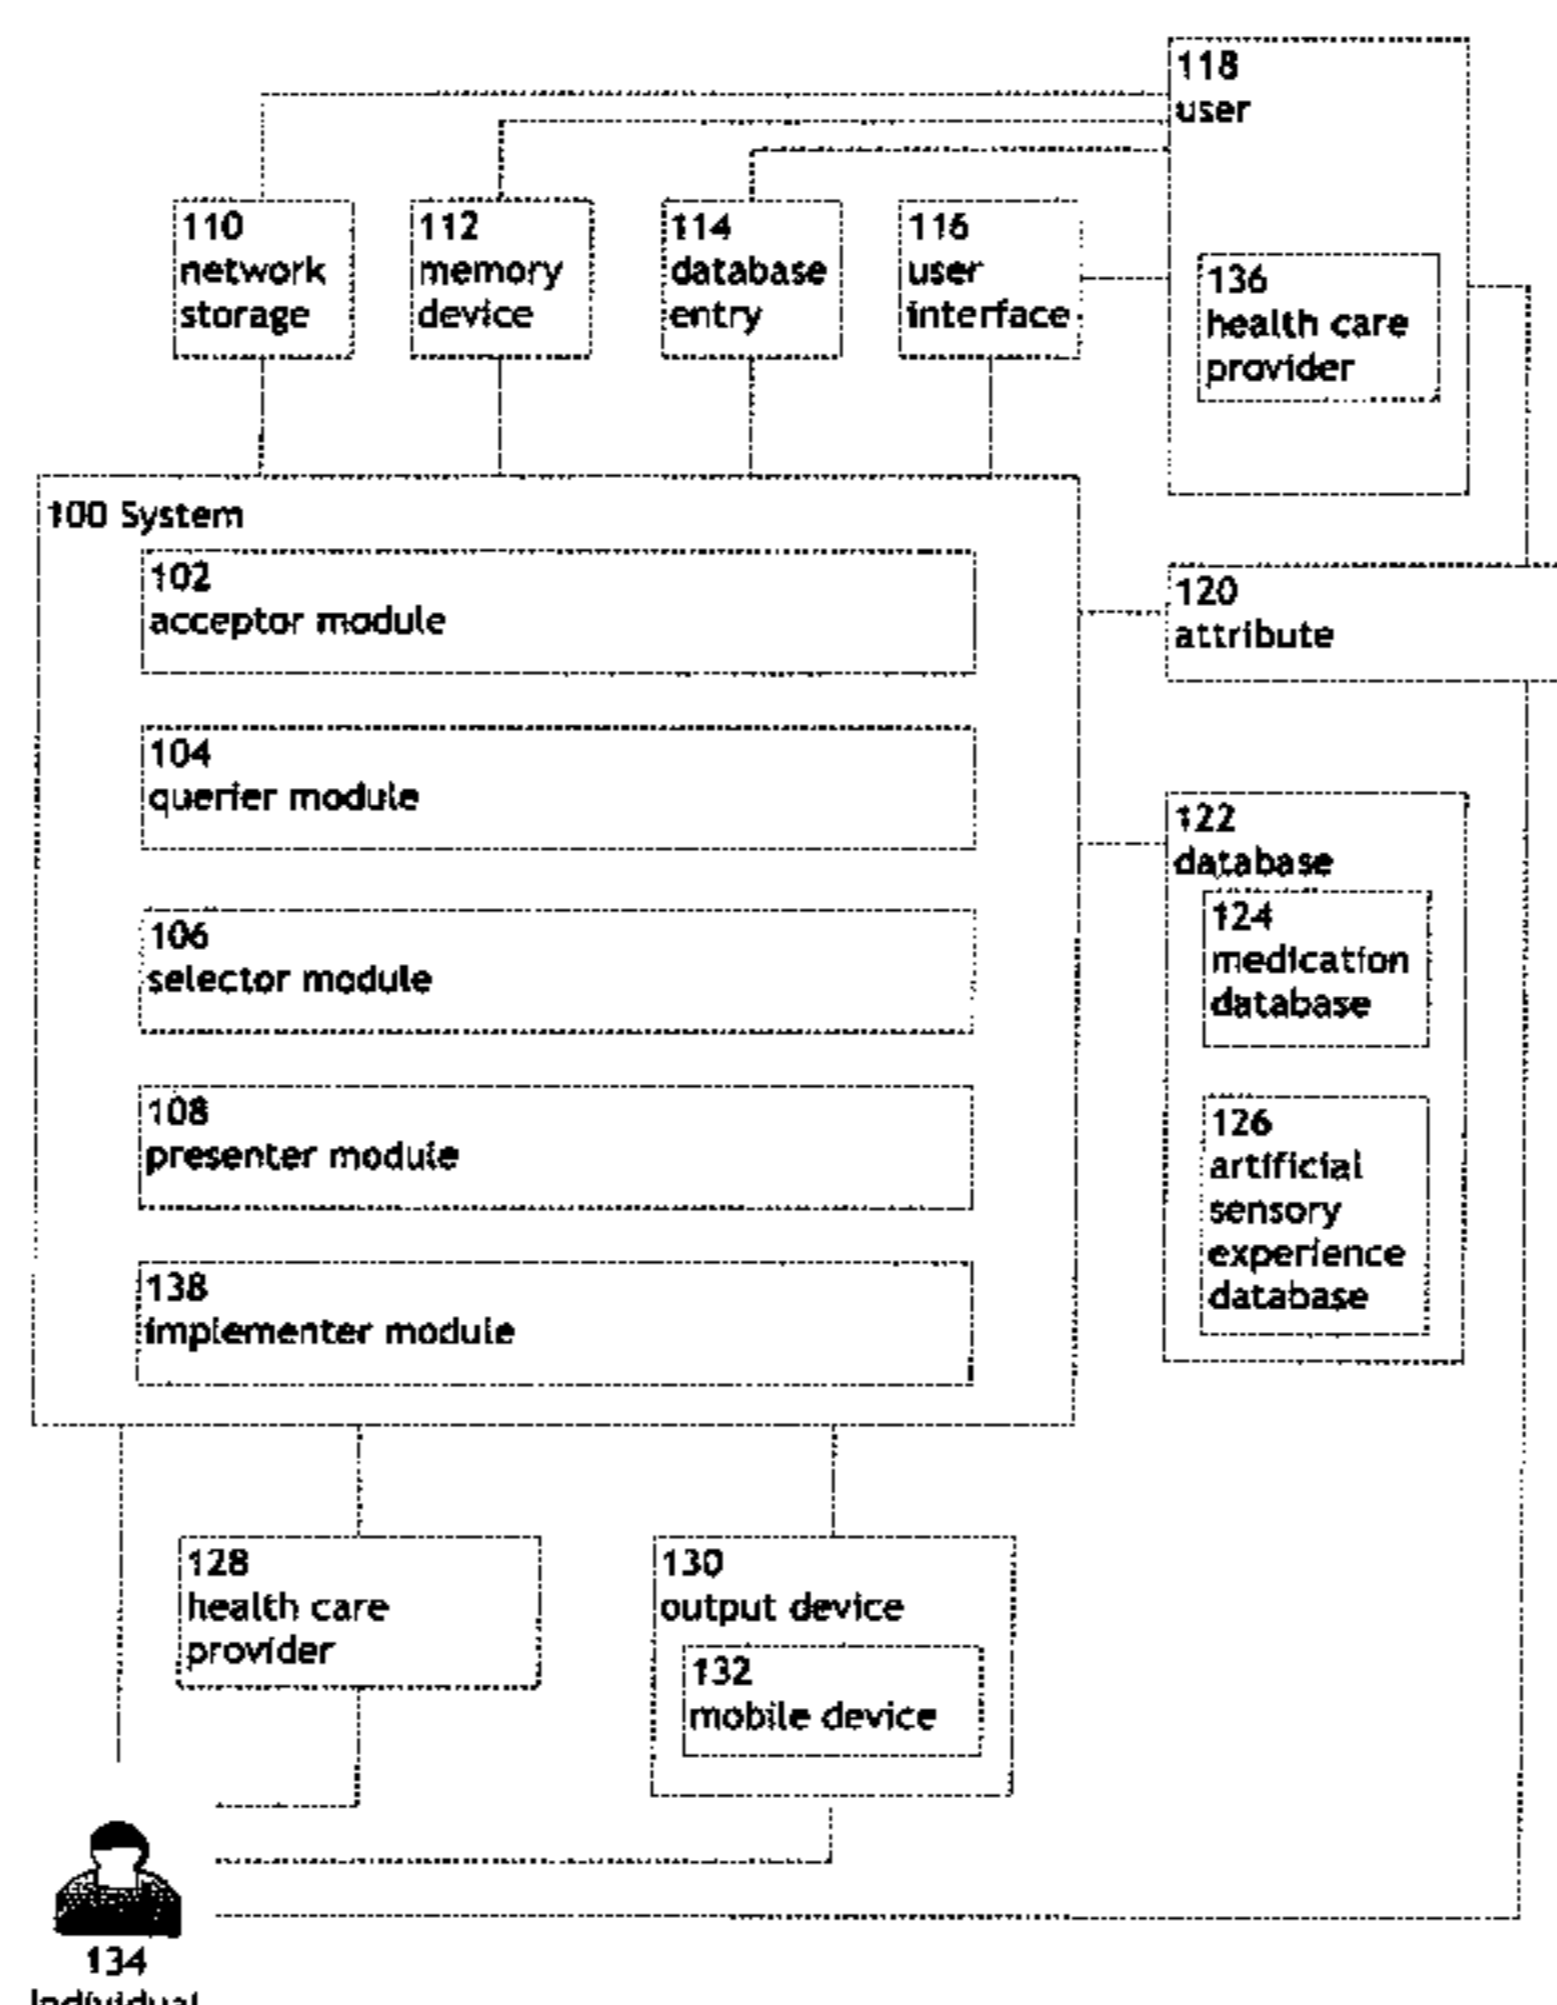 118
user
110
network
storage
112
memory
device
114
database
entry
116
user
interface
136
health care
provider
100 System
102
acceptor module
104
querier module
106
selector module
108
presenter module
138
implementer module
120
attribute
122
database
124
medication
database
126
artificial
sensory
experience
database
128
health care
provider
130
output device
132
mobile device
134
Individual